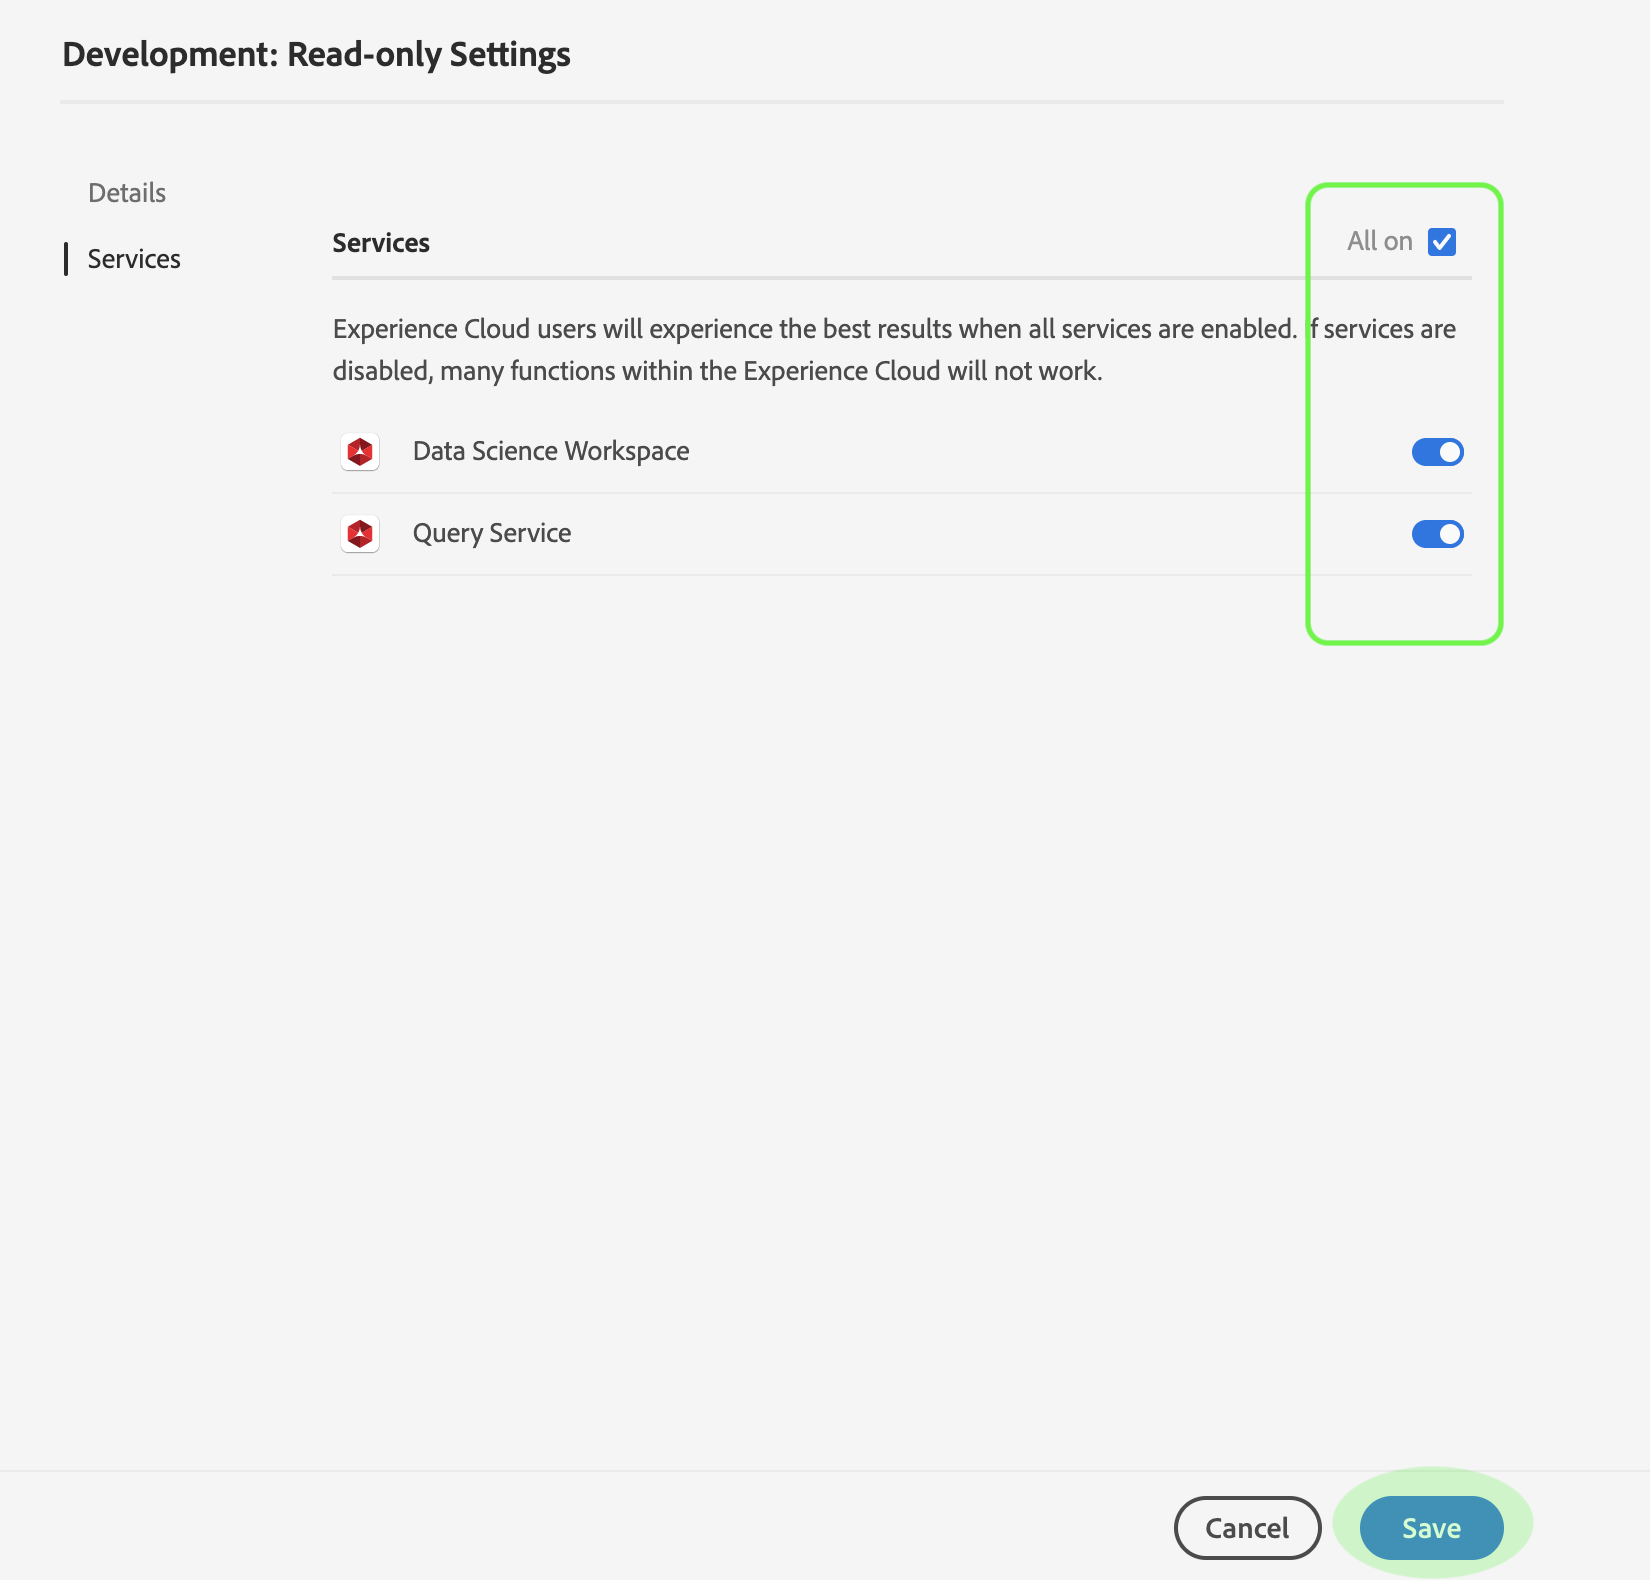 Development: Read-only Settings
Details
Services
Services
All on
Experience Cloud users will experience the best results when all services are enabled. If services are
disabled, many functions within the Experience Cloud will not work.
Data Science Workspace
Query Service
Cancel
Save